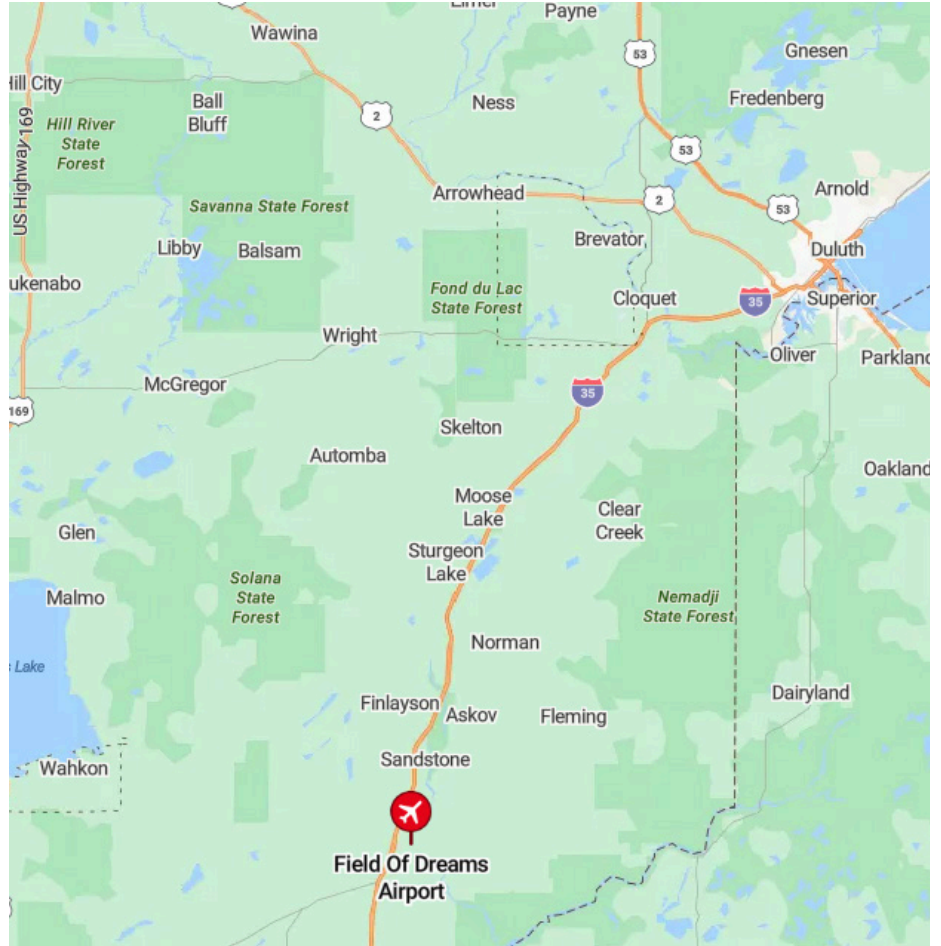 Elmer
Payne
Wawina
53
Gnesen
Hill City
Ball
Bluff
Ness
Fredenberg
2
US Highway 169
Hill River
State
Forest
53
Arrowhead
2
Arnold
Savanna State Forest
53
Libby
Balsam
Brevator
Duluth
ukenabo
Fond du Lac
State Forest
Cloquet
35
Superior
Wright
Oliver
Parkland
McGregor
35
169
Skelton
Automba
Oakland
Moose
Lake
Clear
Creek
Glen
Sturgeon
Lake
Solana
State
Forest
Malmo
Nemadji
State Forest
s Lake
Norman
Dairyland
Finlayson
Askov
Fleming
Sandstone
Wahkon
Field Of Dreams
Airport